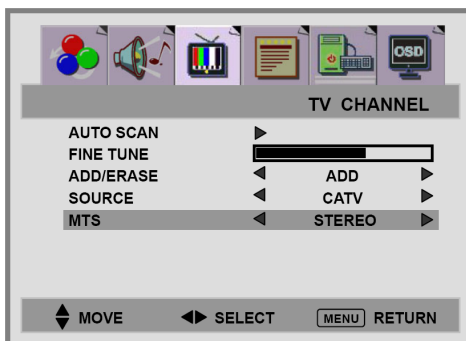 OSD
TV CHANNEL
AUTO SCAN
FINE TUNE
ADD/ERASE ADD
SOURCE CATV
MTS STEREO
MOVE SELECT MENU RETURN